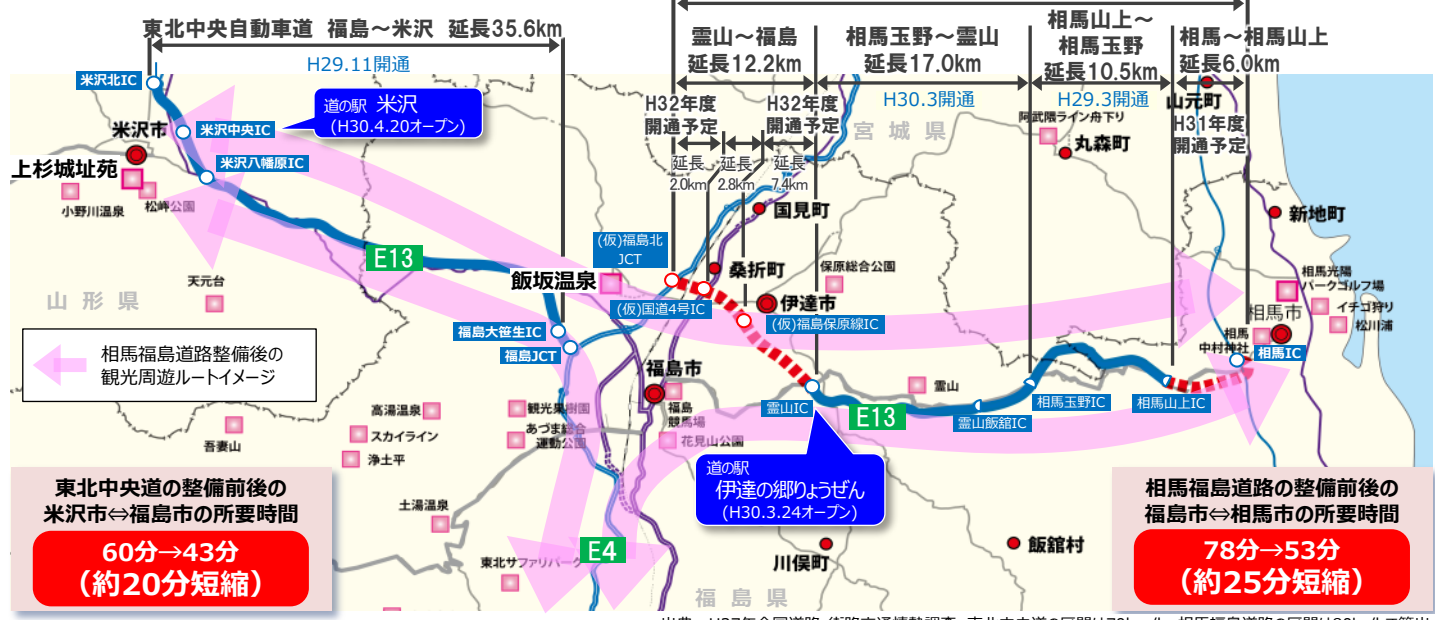 東北中央自動車道 福島～米沢 延長35.6km
H29.11開通
霊山～福島
延長12.2km
相馬玉野～霊山
延長17.0km
H30.3開通
相馬山上～
相馬玉野
延長10.5km
H29.3開通
相馬～相馬山上
延長6.0km
H31年度
開通予定
H32年度
開通予定
H32年度
開通予定
延長
2.0km
延長
2.8km
延長
7.4km
米沢北IC
道の駅 米沢
(H30.4.20オープン)
米沢市
米沢中央IC
米沢八幡原IC
上杉城址苑
小野川温泉
松岬公園
宮城県
阿武隈ライン舟下り
丸森町
山元町
新地町
国見町
(仮)福島北
JCT
桑折町
E13
飯坂温泉
保原総合公園
伊達市
(仮)国道4号IC
(仮)福島保原線IC
天元台
山形県
相馬光陽
パークゴルフ場
イチゴ狩り
松川浦
相馬市
相馬
中村神社
相馬IC
福島大笹生IC
福島JCT
相馬福島道路整備後の
観光周遊ルートイメージ
福島市
福島
競馬場
花見山公園
霊山IC
霊山
E13
霊山飯舘IC
相馬玉野IC
相馬山上IC
高湯温泉
観光果樹園
スカイライン
あづま総合
運動公園
吾妻山
浄土平
道の駅
伊達の郷りょうぜん
(H30.3.24オープン)
土湯温泉
東北サファリパーク
E4
川俣町
飯舘村
福島県
東北中央道の整備前後の
米沢市⇔福島市の所要時間
60分→43分
（約20分短縮）
相馬福島道路の整備前後の
福島市⇔相馬市の所要時間
78分→53分
（約25分短縮）